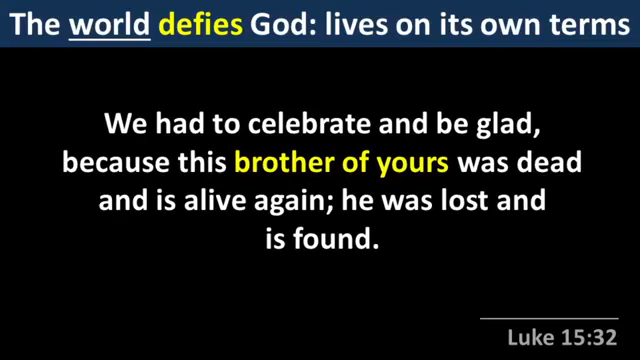 The world defies God: lives on its own terms
We had to celebrate and be glad,
because this brother of yours was dead
and is alive again; he was lost and
is found.
Luke 15:32